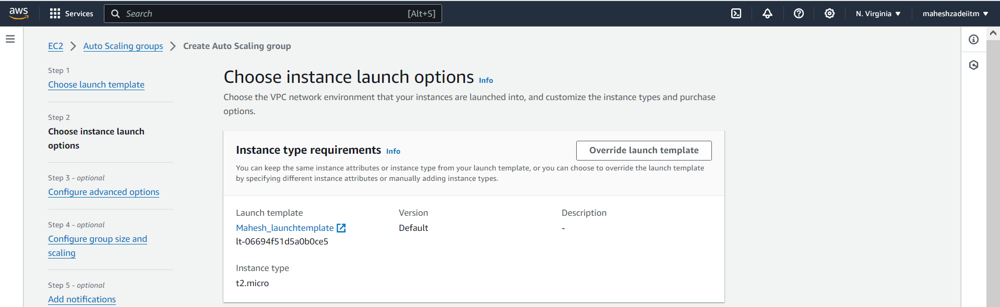 aws
Services
Search
[Alt+S]
N. Virginia
maheshzadeiitm
EC2
Auto Scaling groups
Create Auto Scaling group
Step 1
Choose launch template
Step 2
Choose instance launch
options
Step 3 - optional
Configure advanced options
Step 4 - optional
Configure group size and
scaling
Step 5 - optional
Add notifications
Choose instance launch options Info
Choose the VPC network environment that your instances are launched into, and customize the instance types and purchase
options.
Instance type requirements Info
Override launch template
You can keep the same instance attributes or instance type from your launch template, or you can choose to override the launch template
by specifying different instance attributes or manually adding instance types.
Launch template
Mahesh_launchtemplate
lt-06694f51d5a0b0ce5
Version
Default
Description
-
Instance type
t2.micro